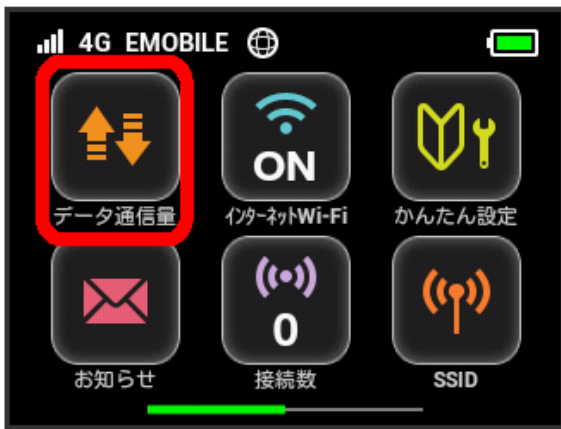 4G EMOBILE
ON
データ通信量
インターネットWi-Fi
かんたん設定
0
お知らせ
接続数
SSID